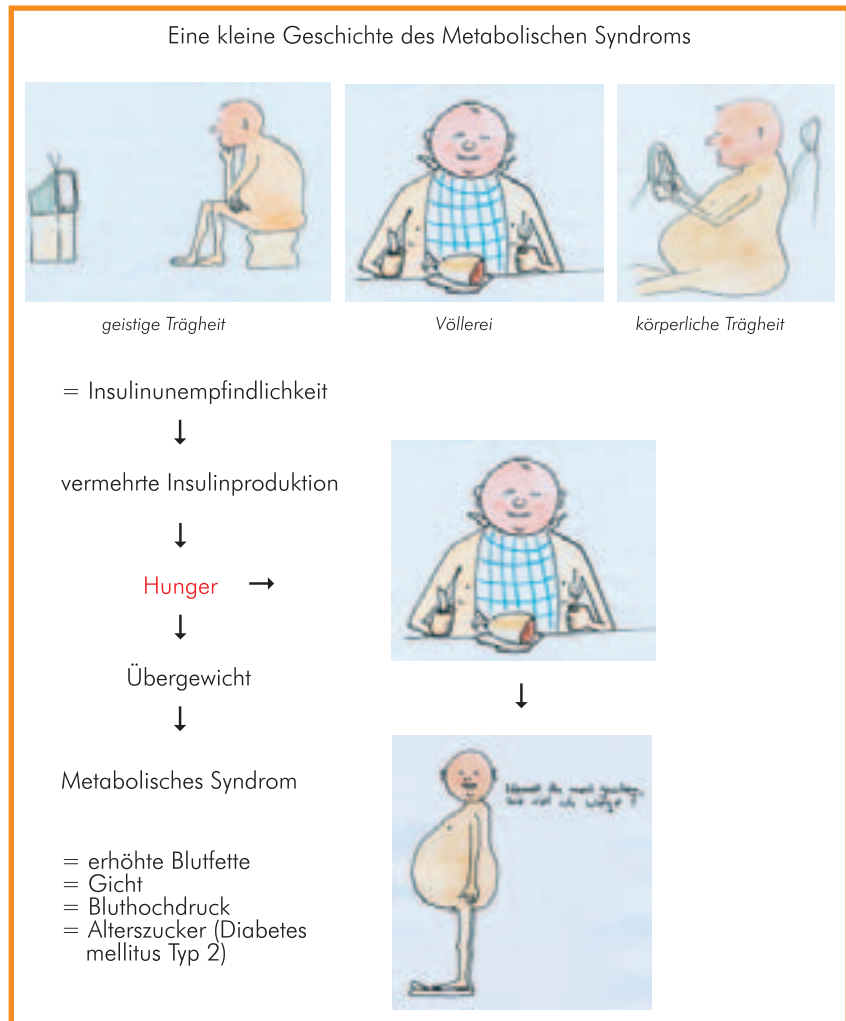 Eine kleine Geschichte des Metabolischen Syndroms
geistige Trägheit
Völlerei
körperliche Trägheit
= Insulinunempfindlichkeit
↓
vermehrte Insulinproduktion
↓
Hunger →
↓
Übergewicht
↓
Metabolisches Syndrom
↓
= erhöhte Blutfette
= Gicht
= Bluthochdruck
= Alterszucker (Diabetes
mellitus Typ 2)
ich